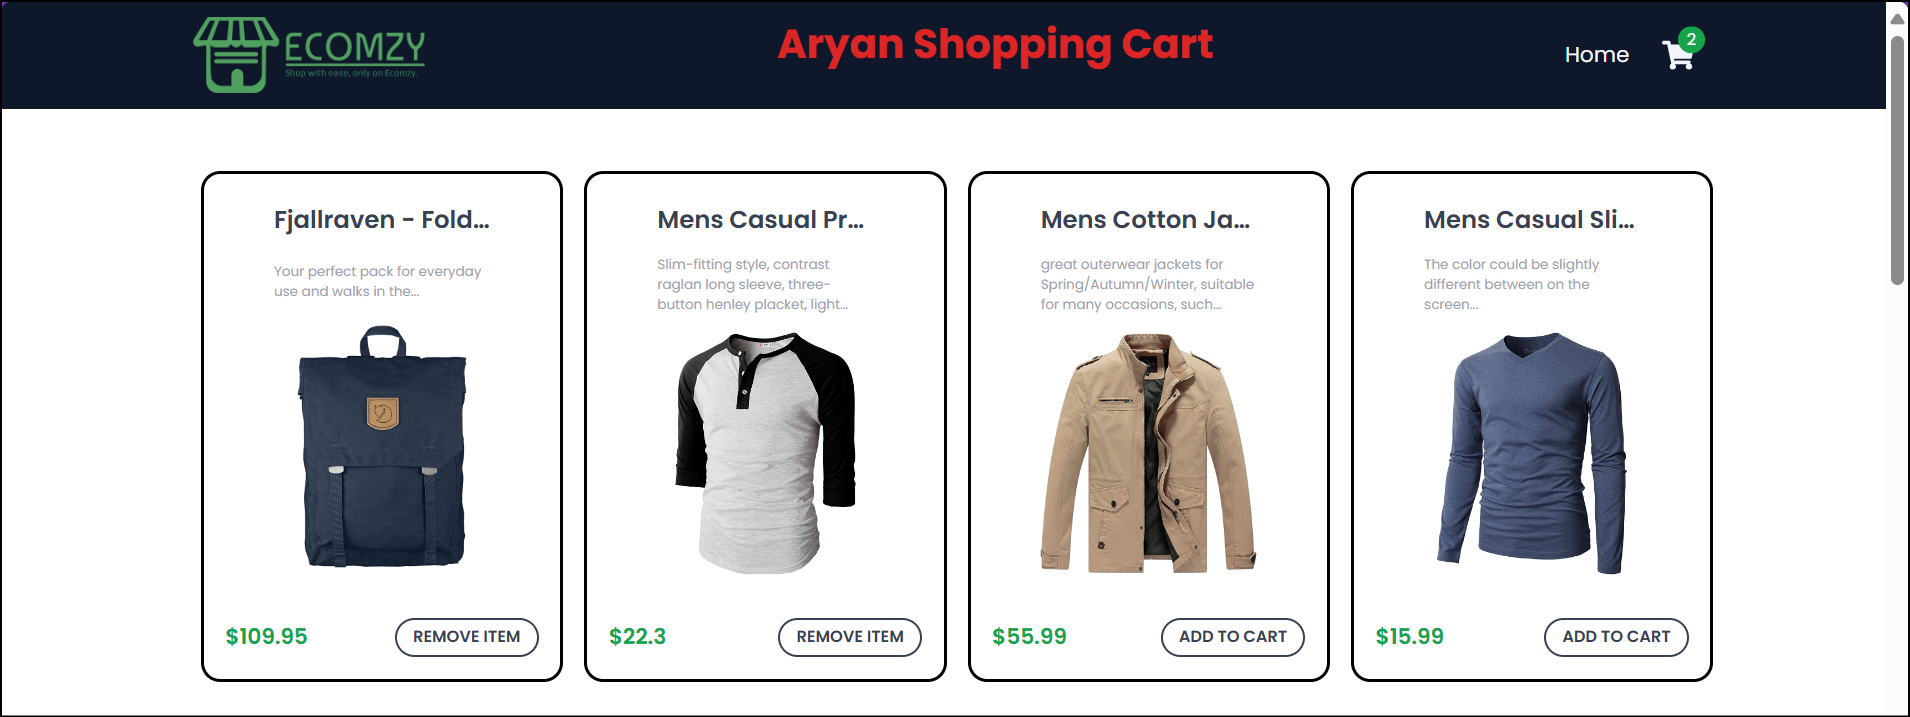 ECOMZY
Shop with ease, only on Ecomzy.
Aryan Shopping Cart
Home
2
Fjallraven - Fold...
Your perfect pack for everyday
use and walks in the...
$109.95
REMOVE ITEM
Mens Casual Pr...
Slim-fitting style, contrast
raglan long sleeve, three-
button henley placket, light...
$22.3
REMOVE ITEM
Mens Cotton Ja...
great outerwear jackets for
Spring/Autumn/Winter, suitable
for many occasions, such...
$55.99
ADD TO CART
Mens Casual Sli...
The color could be slightly
different between on the
screen...
$15.99
ADD TO CART